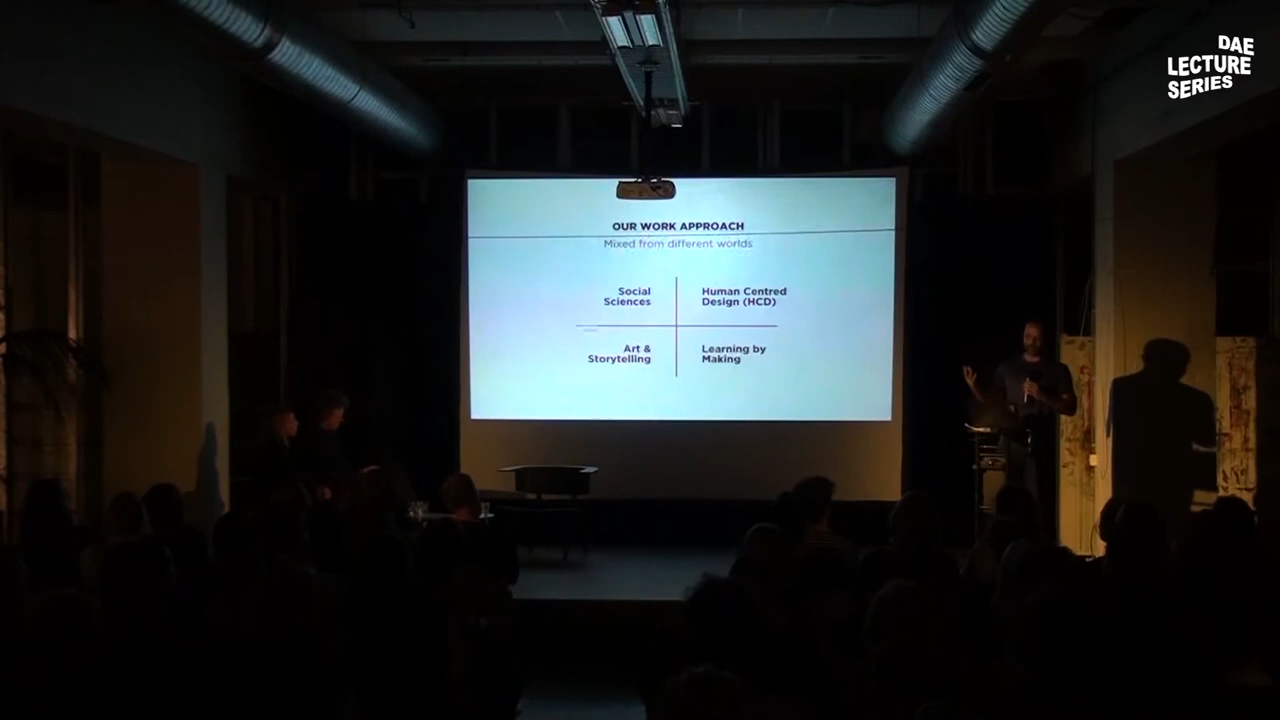 DAE
LECTURE
SERIES
OUR WORK APPROACH
Mixed from different worlds
Social
Sciences
Human Centred
Design (HCD)
Art &
Storytelling
Learning by
Making